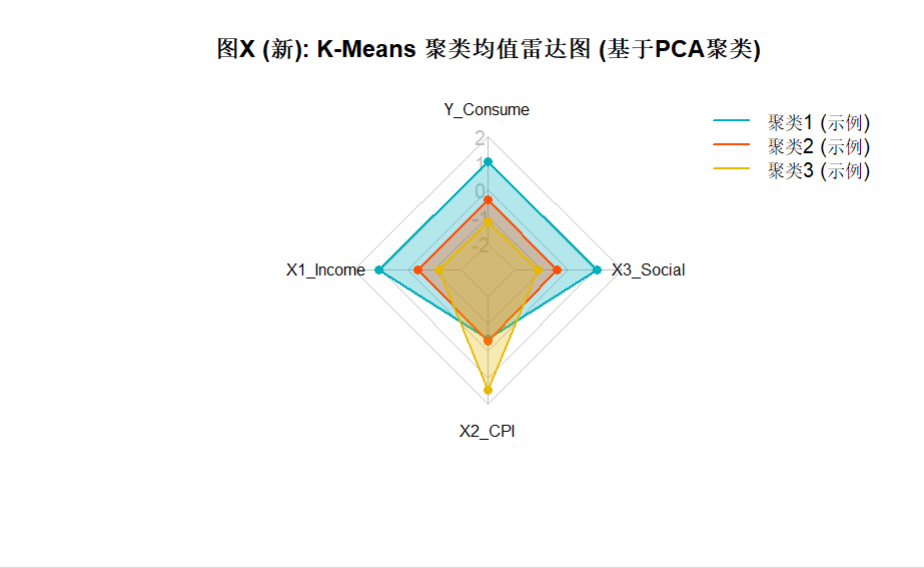 图X (新): K-Means 聚类均值雷达图 (基于PCA聚类)
Y_Consume
聚类1 (示例)
聚类2 (示例)
聚类3 (示例)
2
1
0
-1
-2
X1_Income
X3_Social
X2_CPI